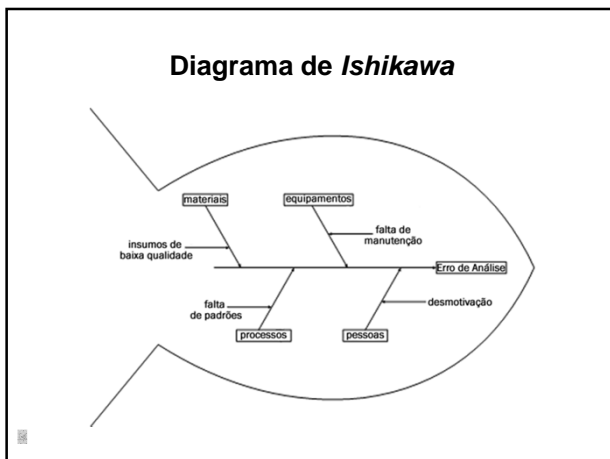 Diagrama de Ishikawa
materiais
equipamentos
insumos de
baixa qualidade
falta de
manutenção
Erro de Análise
falta
de padrões
desmotivação
processos
pessoas